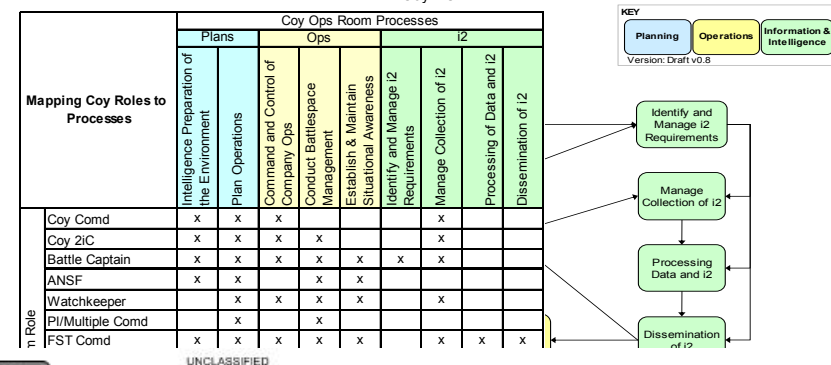 Coy Ops Room Processes
Plans
Ops
i2
Mapping Coy Roles to
Processes
Intelligence Preparation of
the Environment
Plan Operations
Command and Control of
Company Ops
Conduct Battlespace
Management
Establish & Maintain
Situational Awareness
Identify and Manage i2
Requirements
Manage Collection of i2
Processing of Data and i2
Dissemination of i2
Coy Comd x x x x
Coy 2iC x x x x x
Battle Captain x x x x x x x
ANSF x x x x
Watchkeeper x x x x x
Pl/Multiple Comd x x
FST Comd x x x x x x x x
Role
UNCLASSIFIED
KEY
Planning
Operations
Information &
Intelligence
Version: Draft v0.8
Identify and
Manage i2
Requirements
Manage
Collection of i2
Processing
Data and i2
Dissemination
of i2